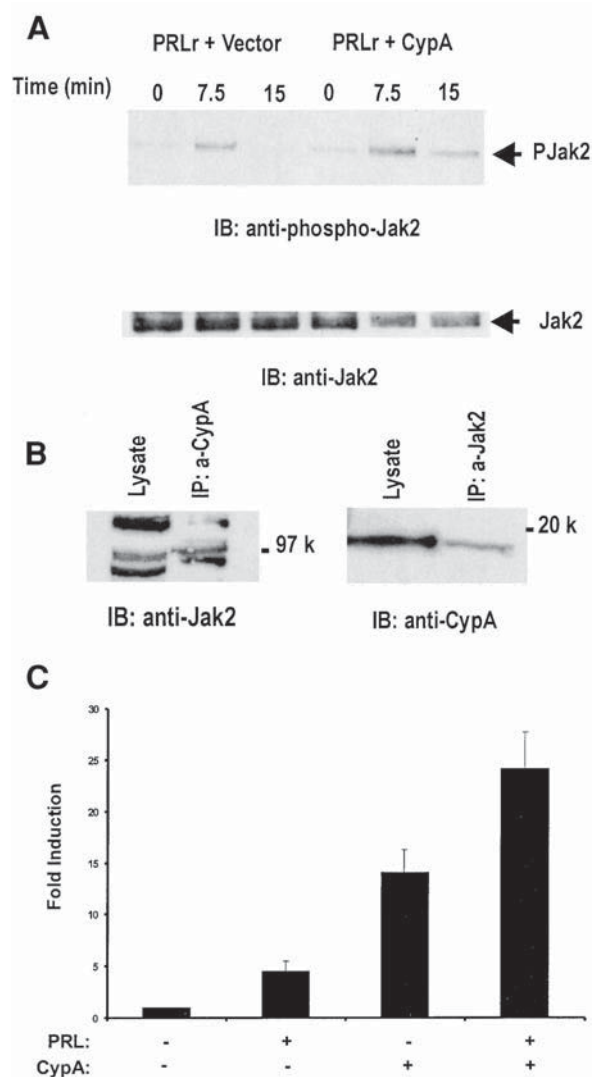 A
PRLr + Vector PRLr + CypA
Time (min) 0 7.5 15 0 7.5 15
PJak2
IB: anti-phospho-Jak2
Jak2
IB: anti-Jak2
B
Lysate IP: a-CypA Lysate IP: a-Jak2
97 k 20 k
IB: anti-Jak2 IB: anti-CypA
C
30
25
20
15
10
5
0
Fold Induction
PRL: - + - +
CypA: - - + +